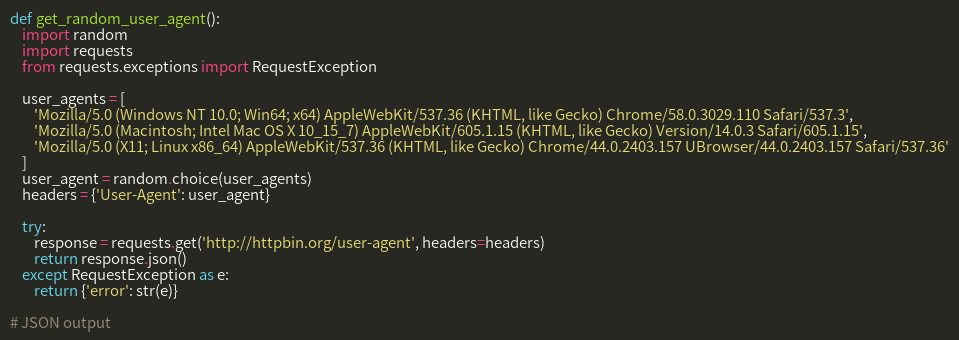 def get_random_user_agent():
    import random
    import requests
    from requests.exceptions import RequestException

    user_agents = [
        'Mozilla/5.0 (Windows NT 10.0; Win64; x64) AppleWebKit/537.36 (KHTML, like Gecko) Chrome/58.0.3029.110 Safari/537.3',
        'Mozilla/5.0 (Macintosh; Intel Mac OS X 10_15_7) AppleWebKit/605.1.15 (KHTML, like Gecko) Version/14.0.3 Safari/605.1.15',
        'Mozilla/5.0 (X11; Linux x86_64) AppleWebKit/537.36 (KHTML, like Gecko) Chrome/44.0.2403.157 UBrowser/44.0.2403.157 Safari/537.36'
    ]
    user_agent = random.choice(user_agents)
    headers = {'User-Agent': user_agent}

    try:
        response = requests.get('http://httpbin.org/user-agent', headers=headers)
        return response.json()
    except RequestException as e:
        return {'error': str(e)}

# JSON output